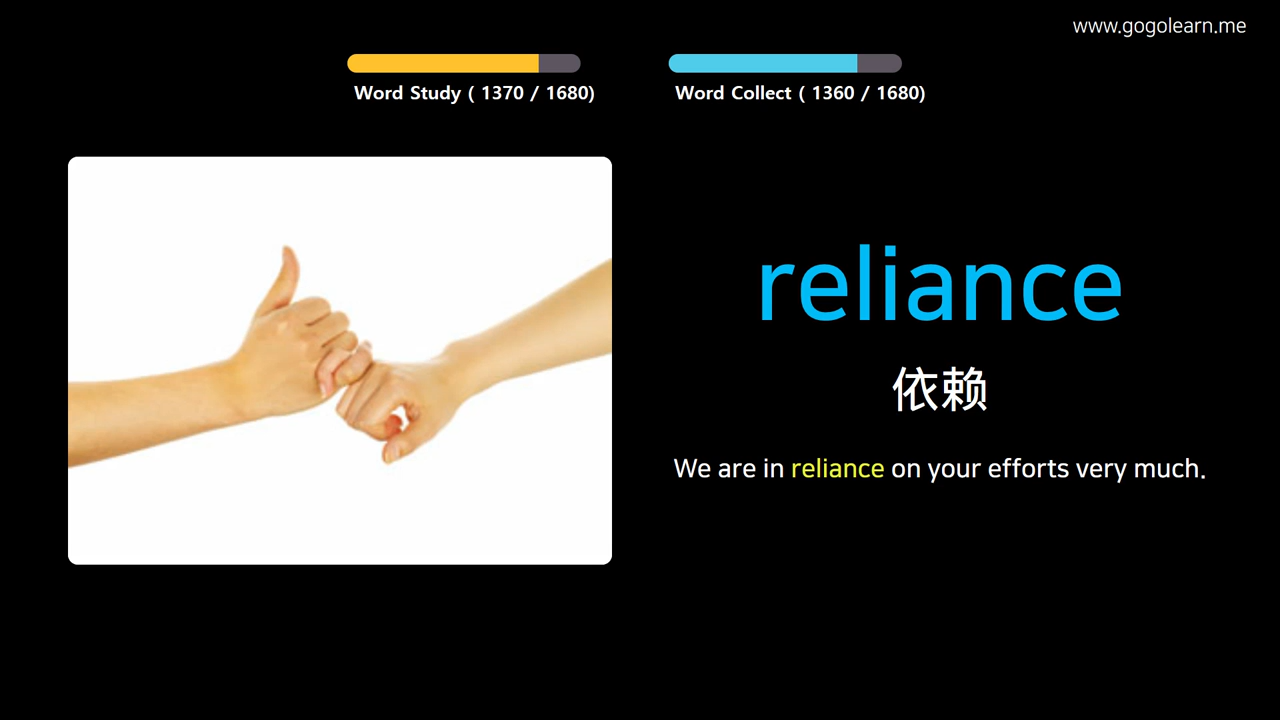 www.gogolearn.me
Word Study ( 1370 / 1680)
Word Collect ( 1360 / 1680)
reliance
依赖
We are in reliance on your efforts very much.